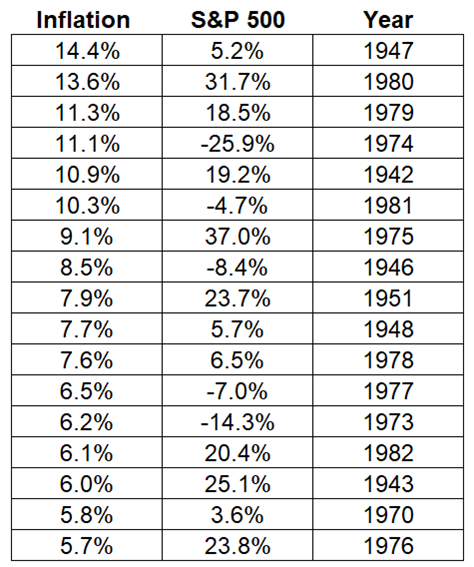 Inflation S&P 500 Year
14.4% 5.2% 1947
13.6% 31.7% 1980
11.3% 18.5% 1979
11.1% -25.9% 1974
10.9% 19.2% 1942
10.3% -4.7% 1981
9.1% 37.0% 1975
8.5% -8.4% 1946
7.9% 23.7% 1951
7.7% 5.7% 1948
7.6% 6.5% 1978
6.5% -7.0% 1977
6.2% -14.3% 1973
6.1% 20.4% 1982
6.0% 25.1% 1943
5.8% 3.6% 1970
5.7% 23.8% 1976